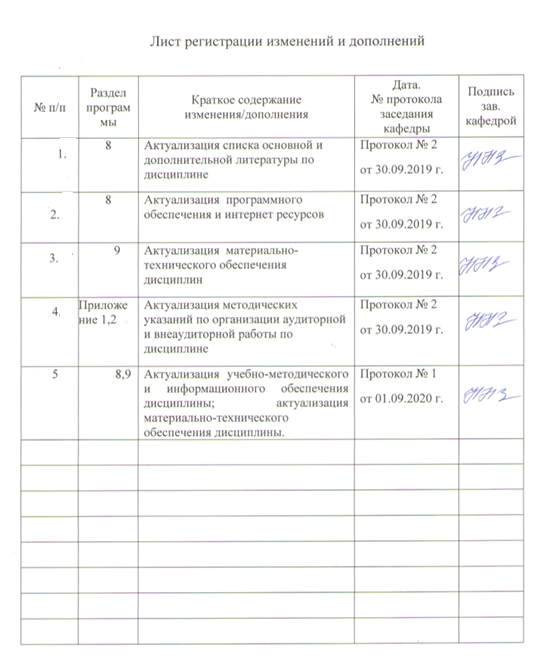 Лист регистрации изменений и дополнений
№ п/п
Раздел
програм
мы
Краткое содержание
изменения/дополнения
Дата.
№ протокола
заседания
кафедры
Подпись
зав.
кафедрой
1.
8
Актуализация списка основной и
дополнительной литературы по
дисциплине
Протокол № 2
от 30.09.2019 г.
2.
8
Актуализация программного
обеспечения и интернет ресурсов
Протокол № 2
от 30.09.2019 г.
3.
9
Актуализация материально-
технического обеспечения
дисциплин
Протокол № 2
от 30.09.2019 г.
4.
Приложе
ние 1,2
Актуализация методических
указаний по организации аудиторной
и внеаудиторной работы по
дисциплине
Протокол № 2
от 30.09.2019 г.
5
8,9
Актуализация учебно-методического
и информационного обеспечения
дисциплины; актуализация
материально-технического
обеспечения дисциплины.
Протокол № 1
от 01.09.2020 г.